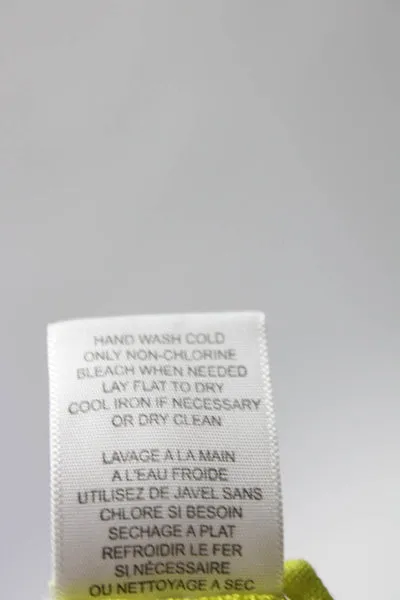 HAND WASH COLD
ONLY NON-CHLORINE
BLEACH WHEN NEEDED
LAY FLAT TO DRY
COOL IRON IF NECESSARY
OR DRY CLEAN
LAVAGE A LA MAIN
A L'EAU FROIDE
UTILISEZ DE JAVEL SANS
CHLORE SI BESOIN
SECHAGE A PLAT
REFROIDIR LE FER
SI NÉCESSAIRE
OU NETTOYAGE A SEC